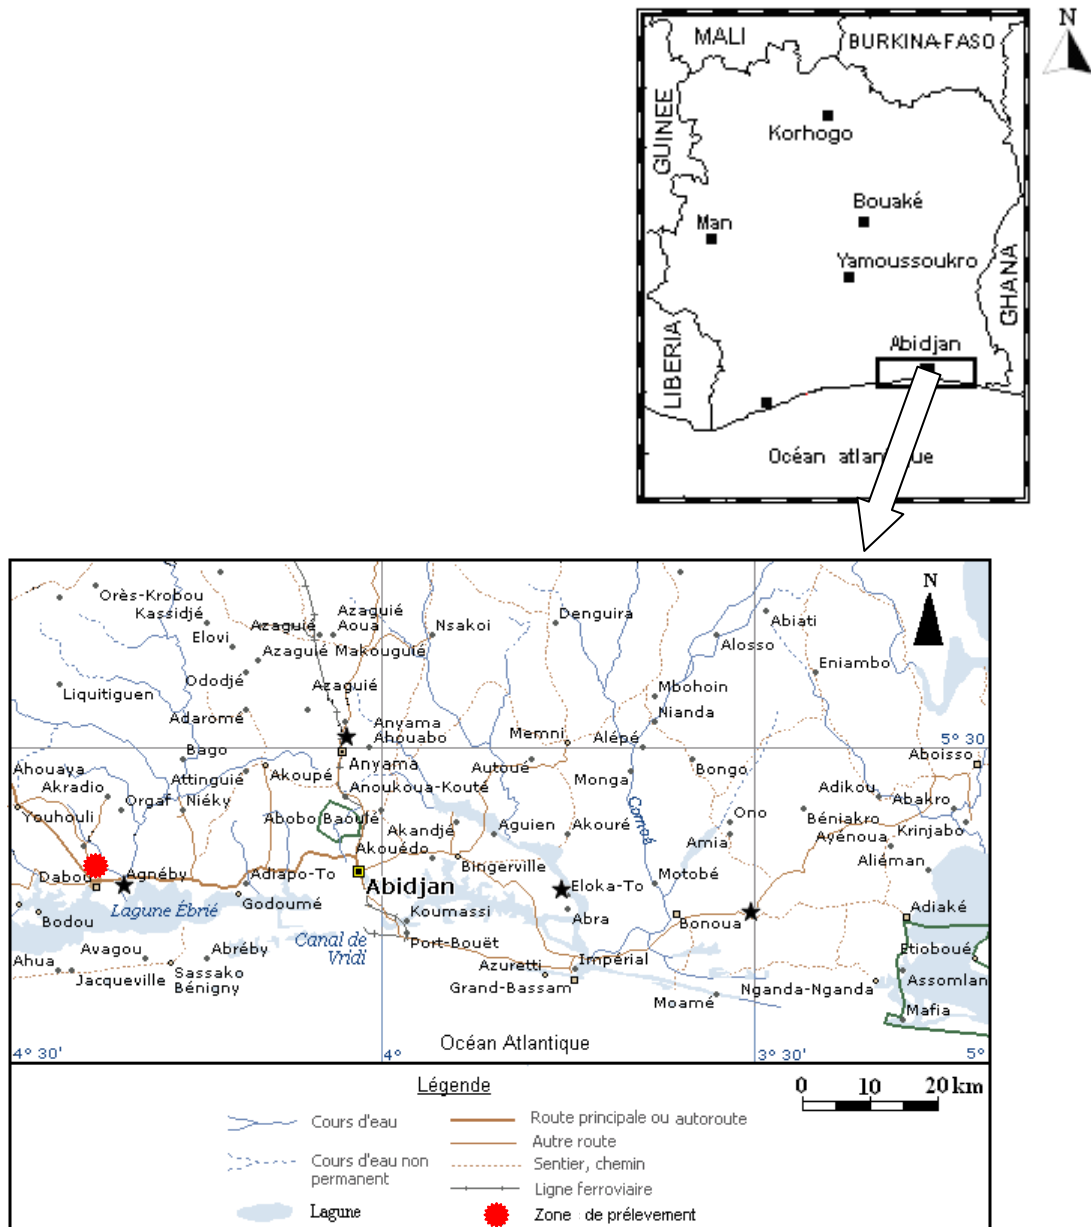 N
MALI
BURKINA-FASO
GUINEE
Korhogo
Bouaké
Man
Yamoussoukro
GHANA
LIBERIA
Abidjan
Océan atlantique
N
Orès-Krobou
Kassidjé
Elovi
Azaguié
Azaguié
Aoua
Nsakoi
Denguira
Abiati
Alosso
Azaguié Makouguié
Ododjé
Eniambo
Liquitiguen
Azaguié
Mbohoin
Adaromé
Anyama
Ahouabo
Nianda
Memni
Alépé
5° 30
Bago
Aboisso
Ahouaya
Attinguié
Akoupé
Anyama
Autoué
Monga
Bongo
Akradio
Anoukoua-Kouté
Adikou
Abakro
Orgaf
Niéky
Youhouli
Abobo Baoulé
Akandjé
Aguien
Akouré
Comoé
Ono
Béniakro
Krinjabo
Amia
Ayénoua
Akouédo
Aliéman
Dabou
Agnéby
Adiapo-To
Bingerville
Motobé
Abidjan
Eloka-To
Godoumé
Lagune Ébrié
Bodou
Koumassi
Abra
Bonoua
Adiaké
Canal de
Vridi
Port-Bouët
Avagou
Abréby
Etioboué
Ahua
Jacqueville
Sassako
Bénigny
Azuretti
Impérial
Grand-Bassam
Nganda-Nganda
Assomlan
Moamé
Mafia
Océan Atlantique
4° 30'
4°
3° 30'
5°
Légende
0 10 20 km
Cours d'eau
Route principale ou autoroute
Autre route
Cours d'eau non
permanent
Sentier, chemin
Ligne ferroviaire
Lagune
Zone de prélevement